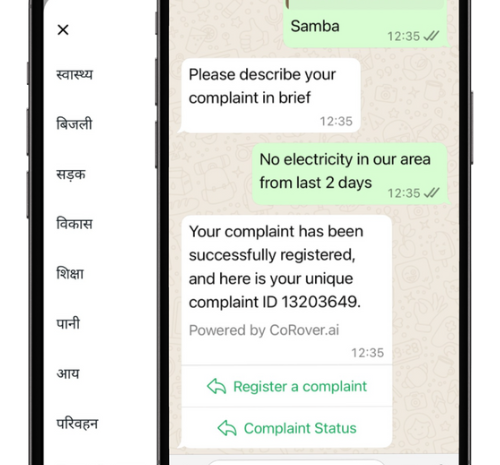 ×
स्वास्थ्य
बिजली
सड़क
विकास
शिक्षा
पानी
आय
परिवहन
Samba
12:35
Please describe your
complaint in brief
12:35
No electricity in our area
from last 2 days
12:35
Your complaint has been
successfully registered,
and here is your unique
complaint ID 13203649.
Powered by CoRover.ai
12:35
Register a complaint
Complaint Status